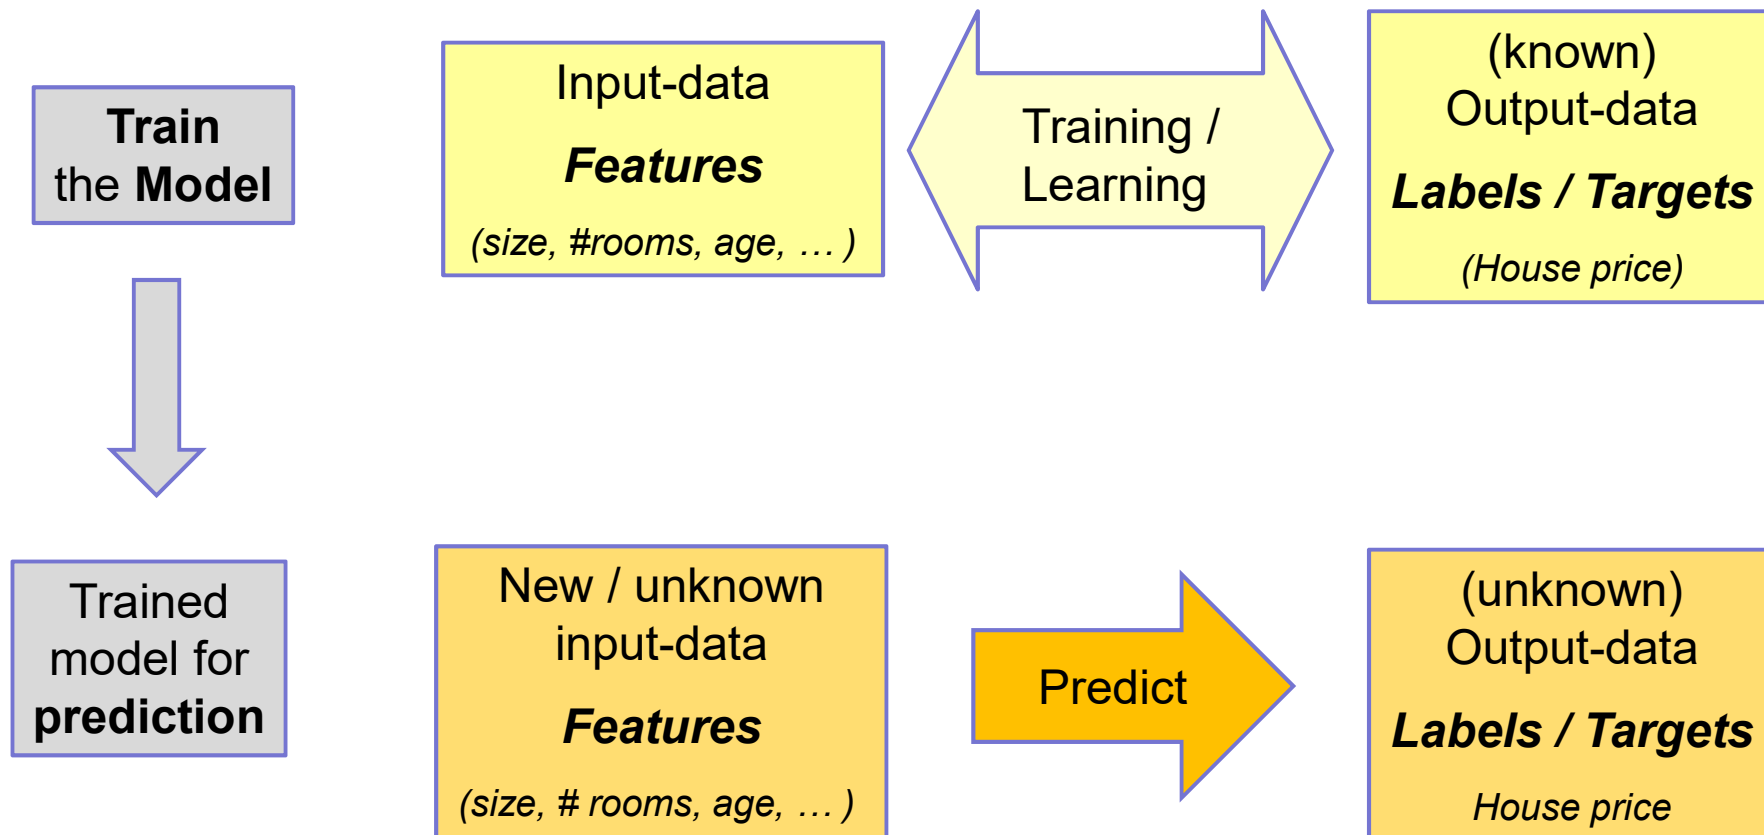 Train
the Model
Input-data
Features
(size, #rooms, age, … )
Training /
Learning
(known)
Output-data
Labels / Targets
(House price)
Trained
model for
prediction
New / unknown
input-data
Features
(size, # rooms, age, … )
Predict
(unknown)
Output-data
Labels / Targets
House price